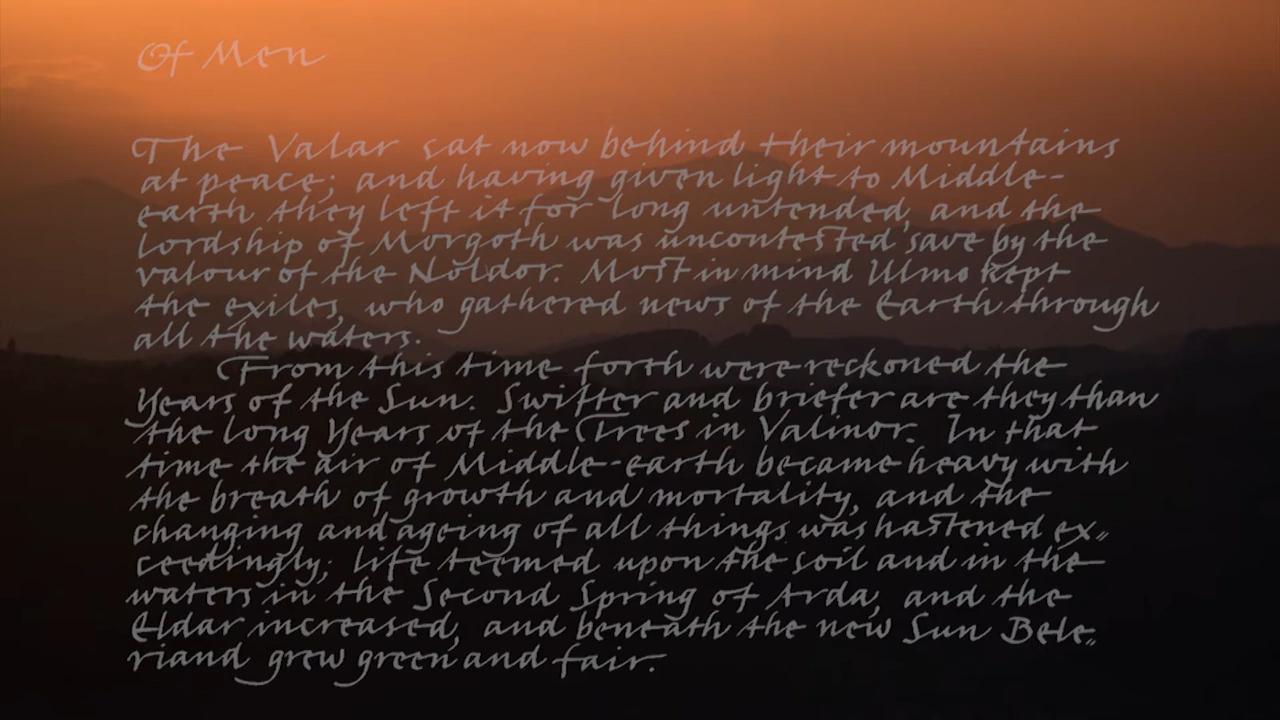 Of Men
The Valar sat now behind their mountains
at peace; and having given light to Middle-
earth they left it for long untended, and the
lordship of Morgoth was uncontested save by the
valour of the Noldor. Most in mind Ulmo kept
the exiles, who gathered news of the Earth through
all the waters.
From this time forth were reckoned the
Years of the Sun. Swifter and briefer are they than
the long Years of the Trees in Valinor. In that
time the air of Middle-earth became heavy with
the breath of growth and mortality, and the
changing and ageing of all things was hastened ex„
ceedingly; life teemed upon the soil and in the
waters in the Second Spring of Arda, and the
Eldar increased, and beneath the new Sun Bele„
riand grew green and fair.